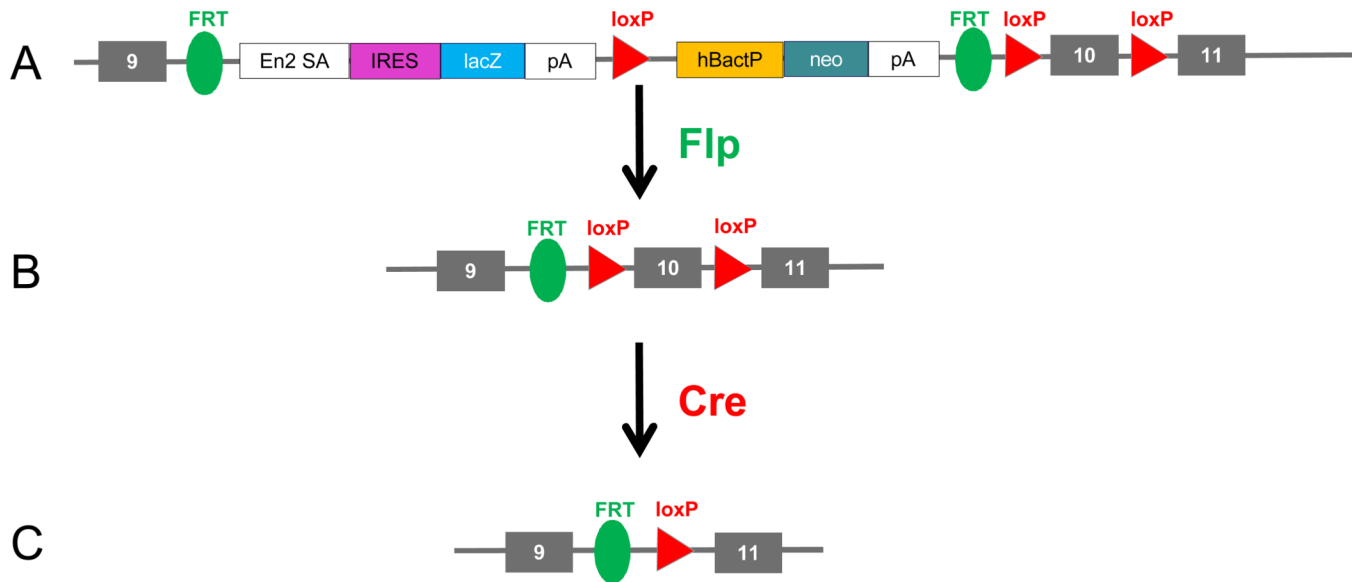 FRT loxP FRT loxP loxP
A 9 En2 SA IRES lacZ pA hBactP neo pA 10 11
Flp
FRT loxP loxP
B 9 10 11
Cre
FRT loxP
C 9 11